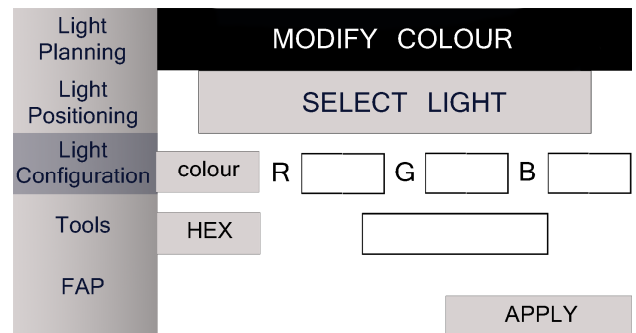 Light
Planning
Light
Positioning
Light
Configuration
Tools
FAP
MODIFY COLOUR
SELECT LIGHT
colour R G B
HEX
APPLY